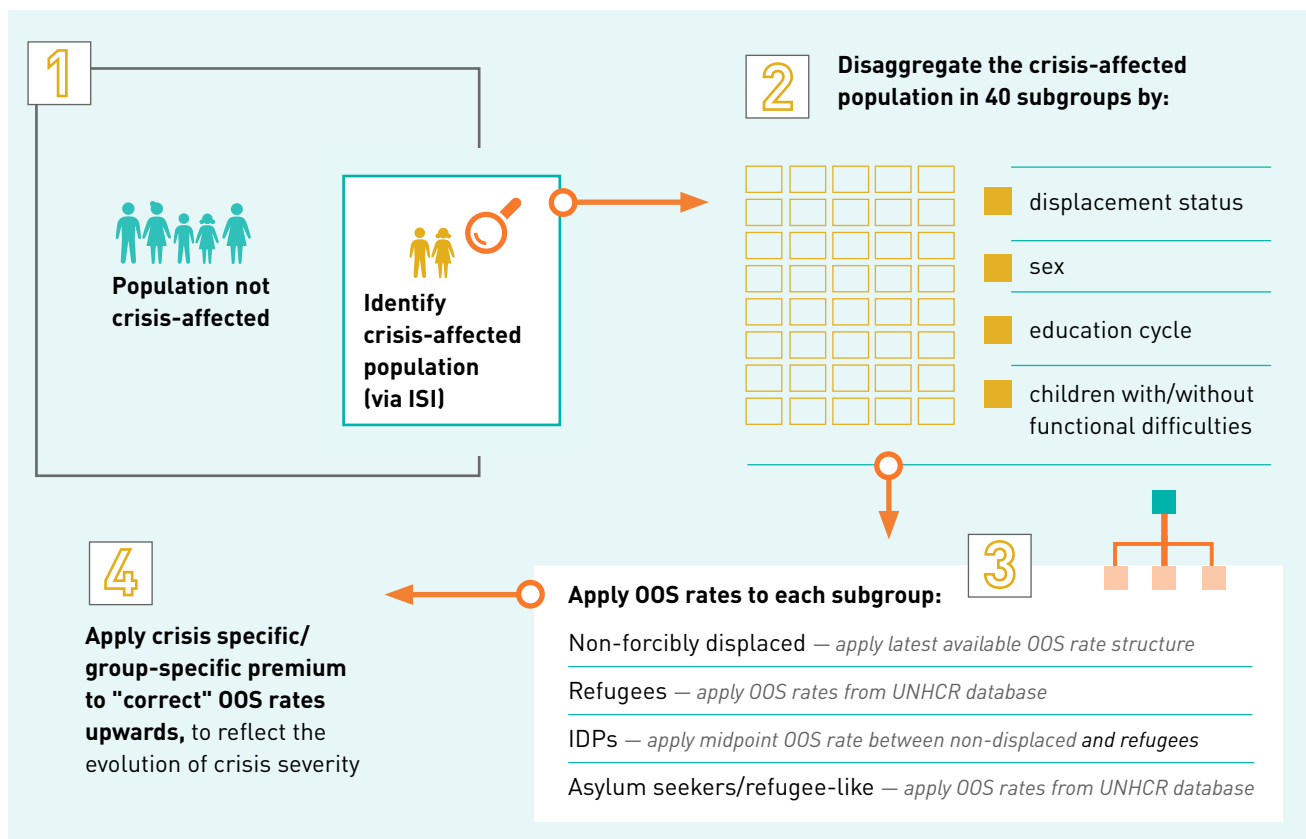 1
Population not
crisis-affected
Identify
crisis-affected
population
(via ISI)
2
Disaggregate the crisis-affected
population in 40 subgroups by:
displacement status
sex
education cycle
children with/without
functional difficulties
3
Apply OOS rates to each subgroup:
Non-forcibly displaced — apply latest available OOS rate structure
Refugees — apply OOS rates from UNHCR database
IDPs — apply midpoint OOS rate between non-displaced and refugees
Asylum seekers/refugee-like — apply OOS rates from UNHCR database
4
Apply crisis specific/
group-specific premium
to "correct" OOS rates
upwards, to reflect the
evolution of crisis severity